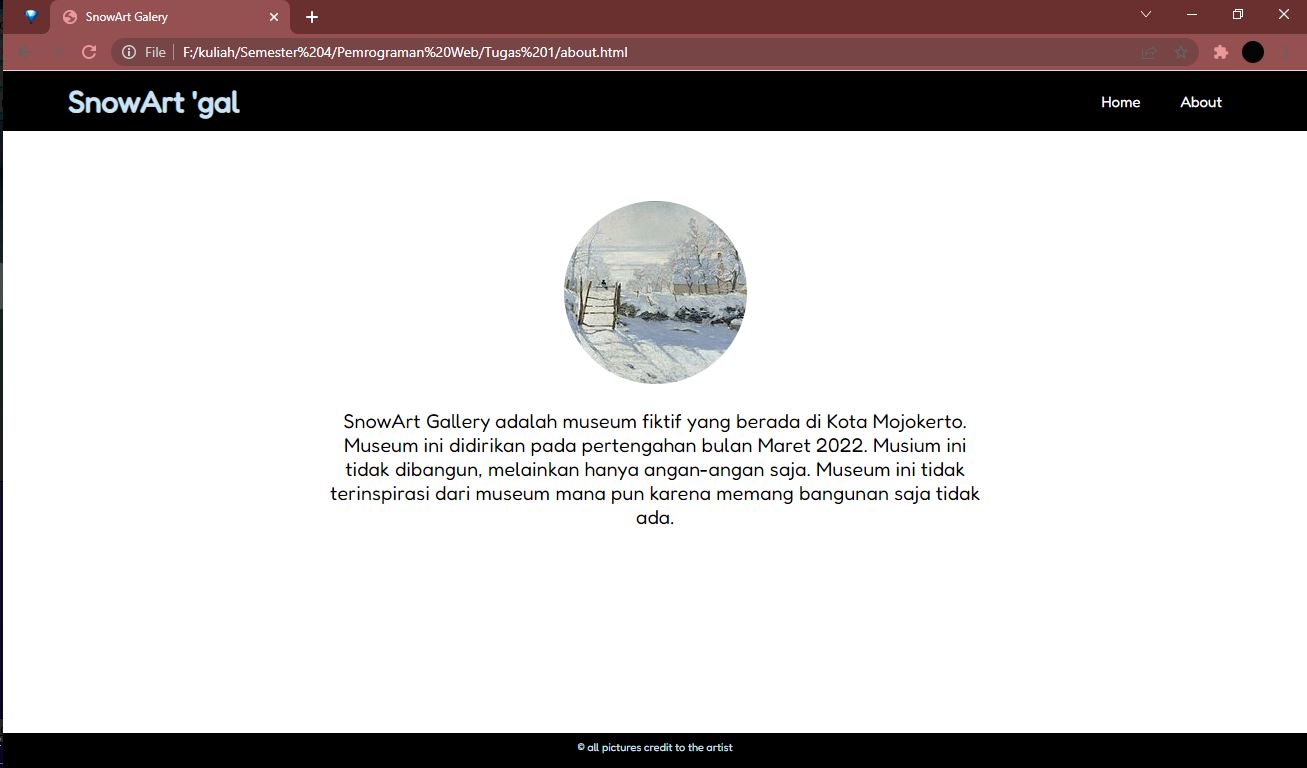 SnowArt Galery
File
F:/kuliah/Semester%204/Pemrograman%20Web/Tugas%201/about.html
SnowArt 'gal
Home
About
SnowArt Gallery adalah museum fiktif yang berada di Kota Mojokerto.
Museum ini didirikan pada pertengahan bulan Maret 2022. Musium ini
tidak dibangun, melainkan hanya angan-angan saja. Museum ini tidak
terinspirasi dari museum mana pun karena memang bangunan saja tidak
ada.
© all pictures credit to the artist